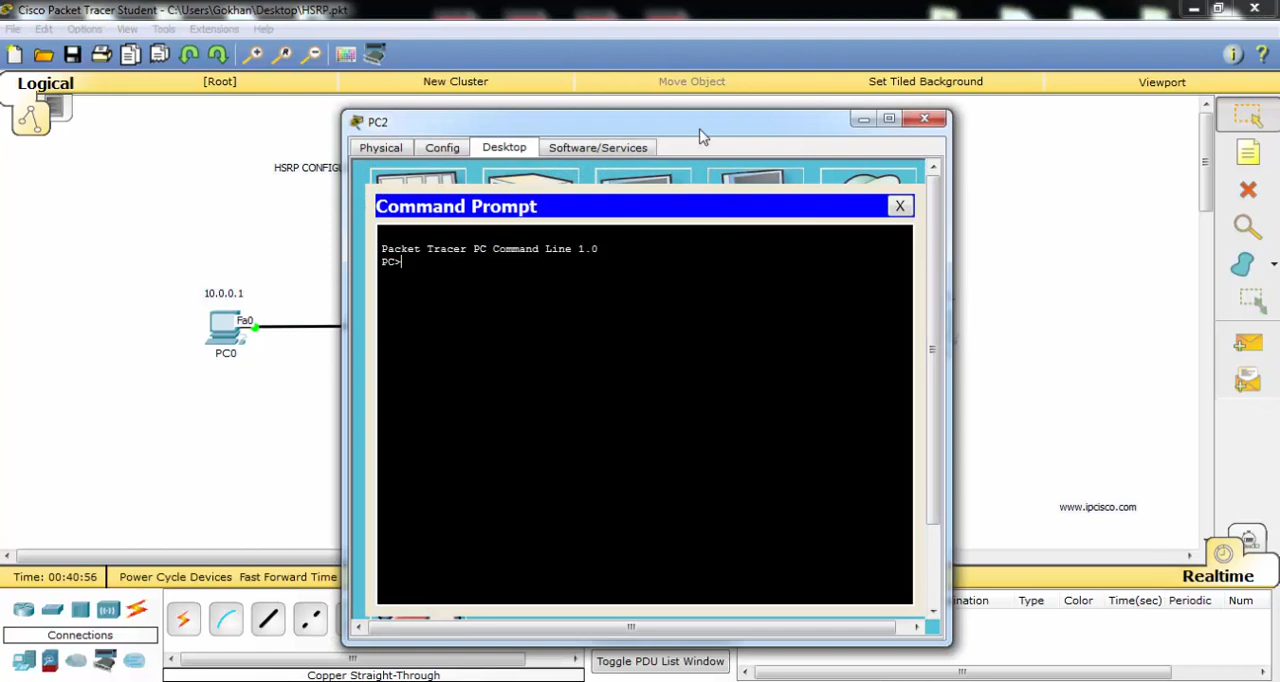 Cisco Packet Tracer Student - C:\Users\Gokhan\Desktop\HSRP.pkt
File Edit Options View Tools Extensions Help
Logical [Root] New Cluster Move Object Set Tiled Background Viewport
PC2
Physical Config Desktop Software/Services
HSRP CONFIG
Command Prompt X
Packet Tracer PC Command Line 1.0
PC>
10.0.0.1
Fa0
PC0
www.ipcisco.com
Time: 00:40:56 Power Cycle Devices Fast Forward Time Realtime
ination Type Color Time(sec) Periodic Num
Connections
Toggle PDU List Window
Copper Straight-Through